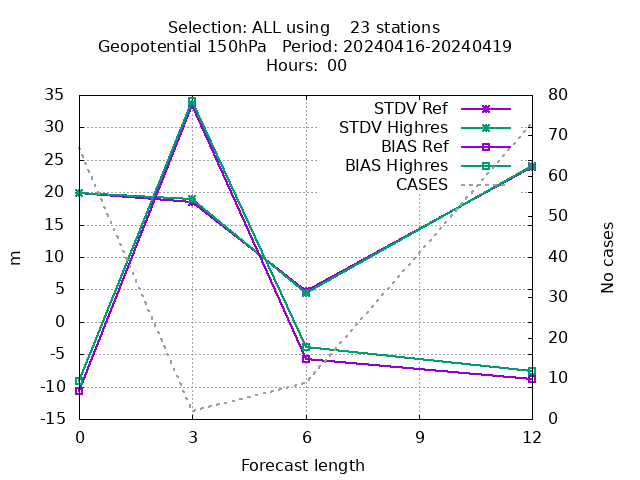 Selection: ALL using    23 stations
Geopotential 150hPa   Period: 20240416-20240419
Hours: 00
35
30
25
20
15
10
5
0
-5
-10
-15
80
70
60
50
40
30
20
10
0
STDV Ref
STDV Highres
BIAS Ref
BIAS Highres
CASES
m
No cases
0
3
6
9
12
Forecast length